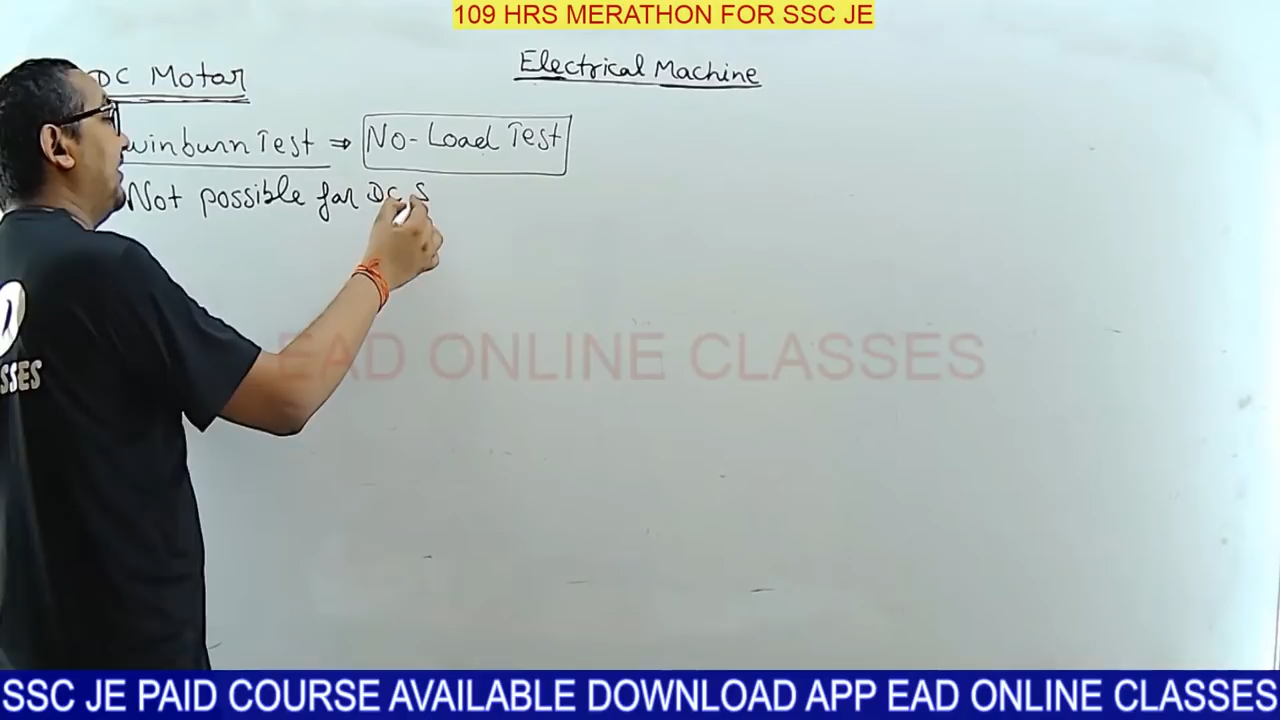 109 HRS MERATHON FOR SSC JE
Electrical Machine
DC Motor
winburn Test ⇒ No-Load Test
Not possible for DC S
EAD ONLINE CLASSES
SSES
SSC JE PAID COURSE AVAILABLE DOWNLOAD APP EAD ONLINE CLASSES